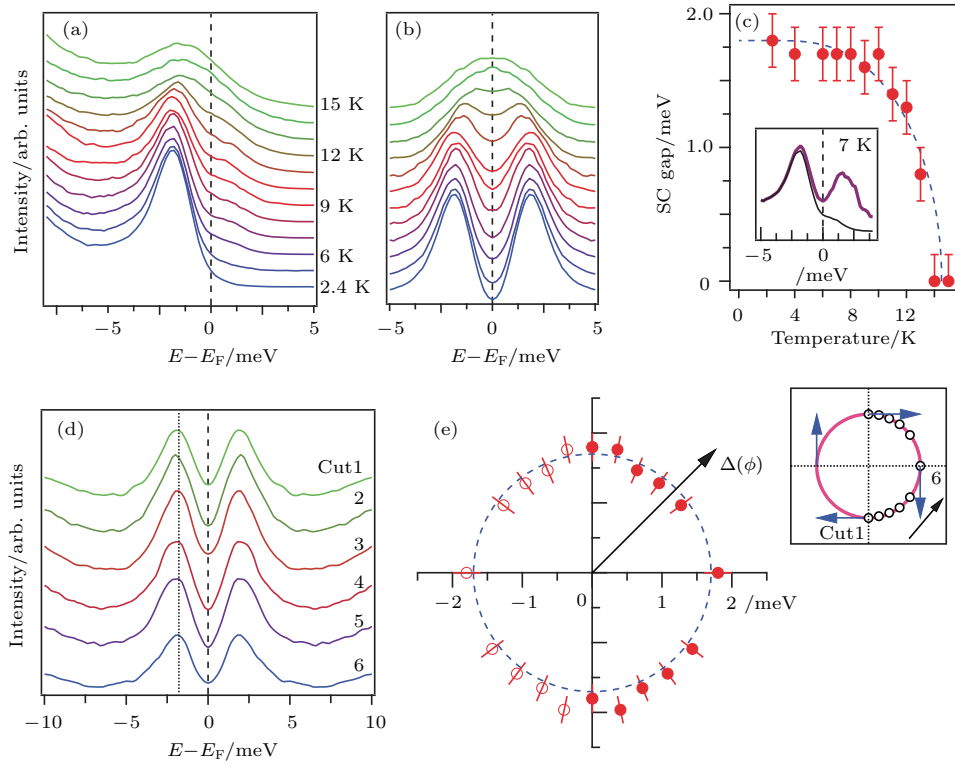 (a)
Intensity/arb. units
15 K
12 K
9 K
6 K
2.4 K
−5
0
5
E−E_F/meV
(b)
−5
0
5
E−E_F/meV
(c)
SC gap/meV
2.0
1.0
0
7 K
−5
0
/meV
0
4
8
12
Temperature/K
(d)
Intensity/arb. units
Cut1
2
3
4
5
6
−10
−5
0
5
10
E−E_F/meV
(e)
Δ(ϕ)
−2
−1
0
1
2
/meV
6
Cut1